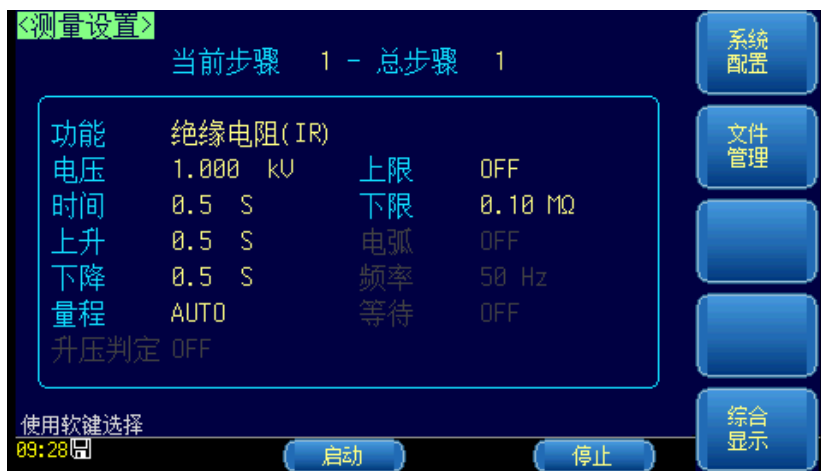 <测量设置>
当前步骤 1 - 总步骤 1
功能 绝缘电阻(IR)
电压 1.000 kV 上限 OFF
时间 0.5 S 下限 0.10 MΩ
上升 0.5 S 电弧 OFF
下降 0.5 S 频率 50 Hz
量程 AUTO 等待 OFF
升压判定 OFF
系统
配置
文件
管理
综合
显示
使用软键选择
09:28
启动 停止